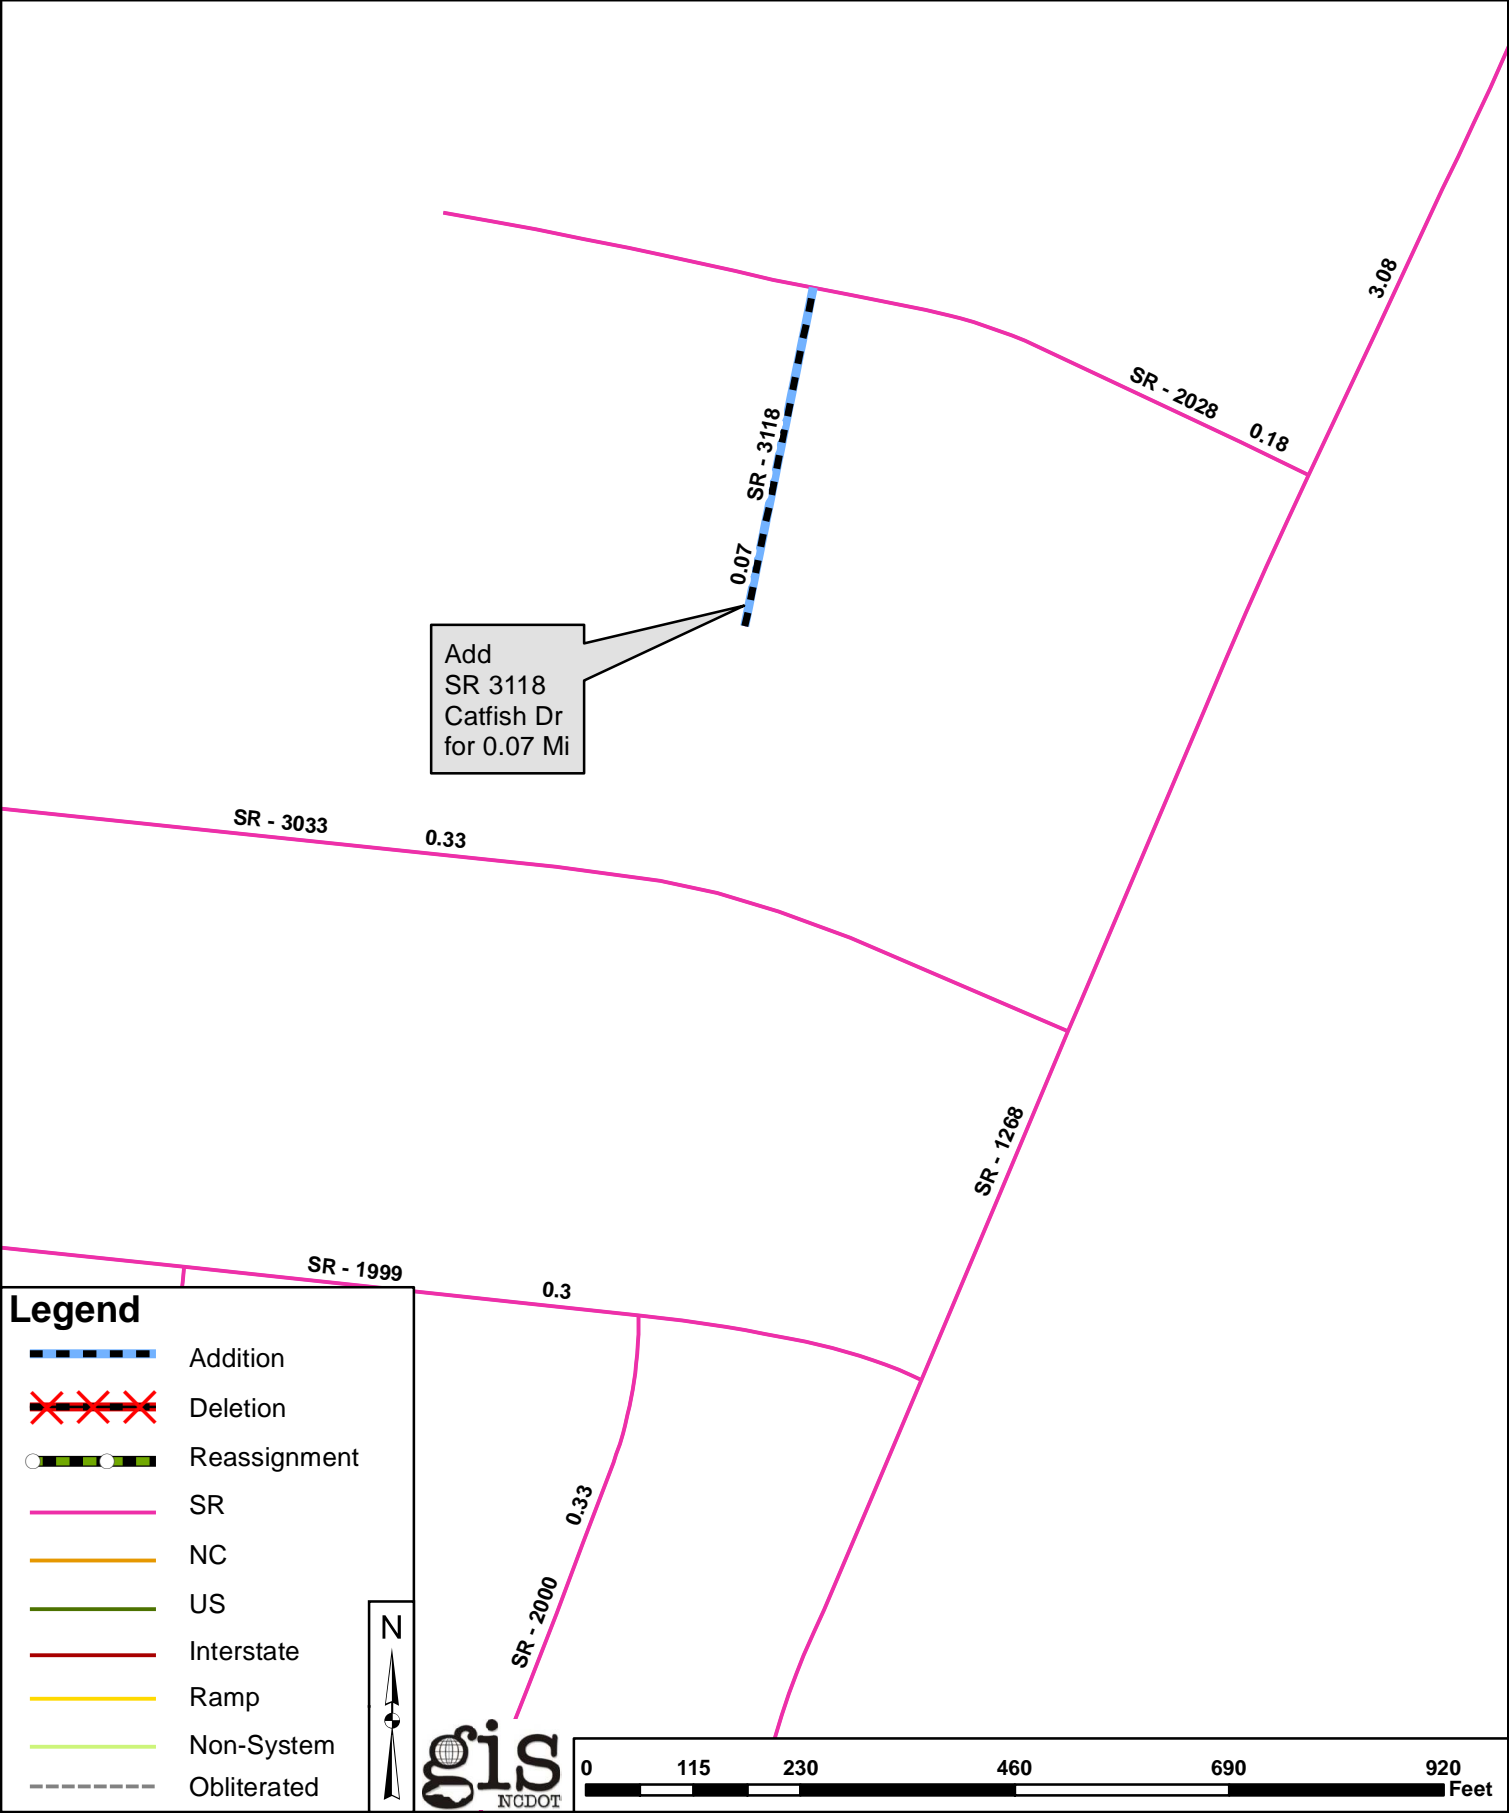 3.08
SR - 2028
0.18
SR - 3118
0.07
Add
SR 3118
Catfish Dr
for 0.07 Mi
SR - 3033
0.33
SR - 1268
SR - 1999
0.3
0.33
SR - 2000
Legend
Addition
Deletion
Reassignment
SR
NC
US
Interstate
Ramp
Non-System
Obliterated
N
gis
NCDOT
0 115 230 460 690 920
Feet